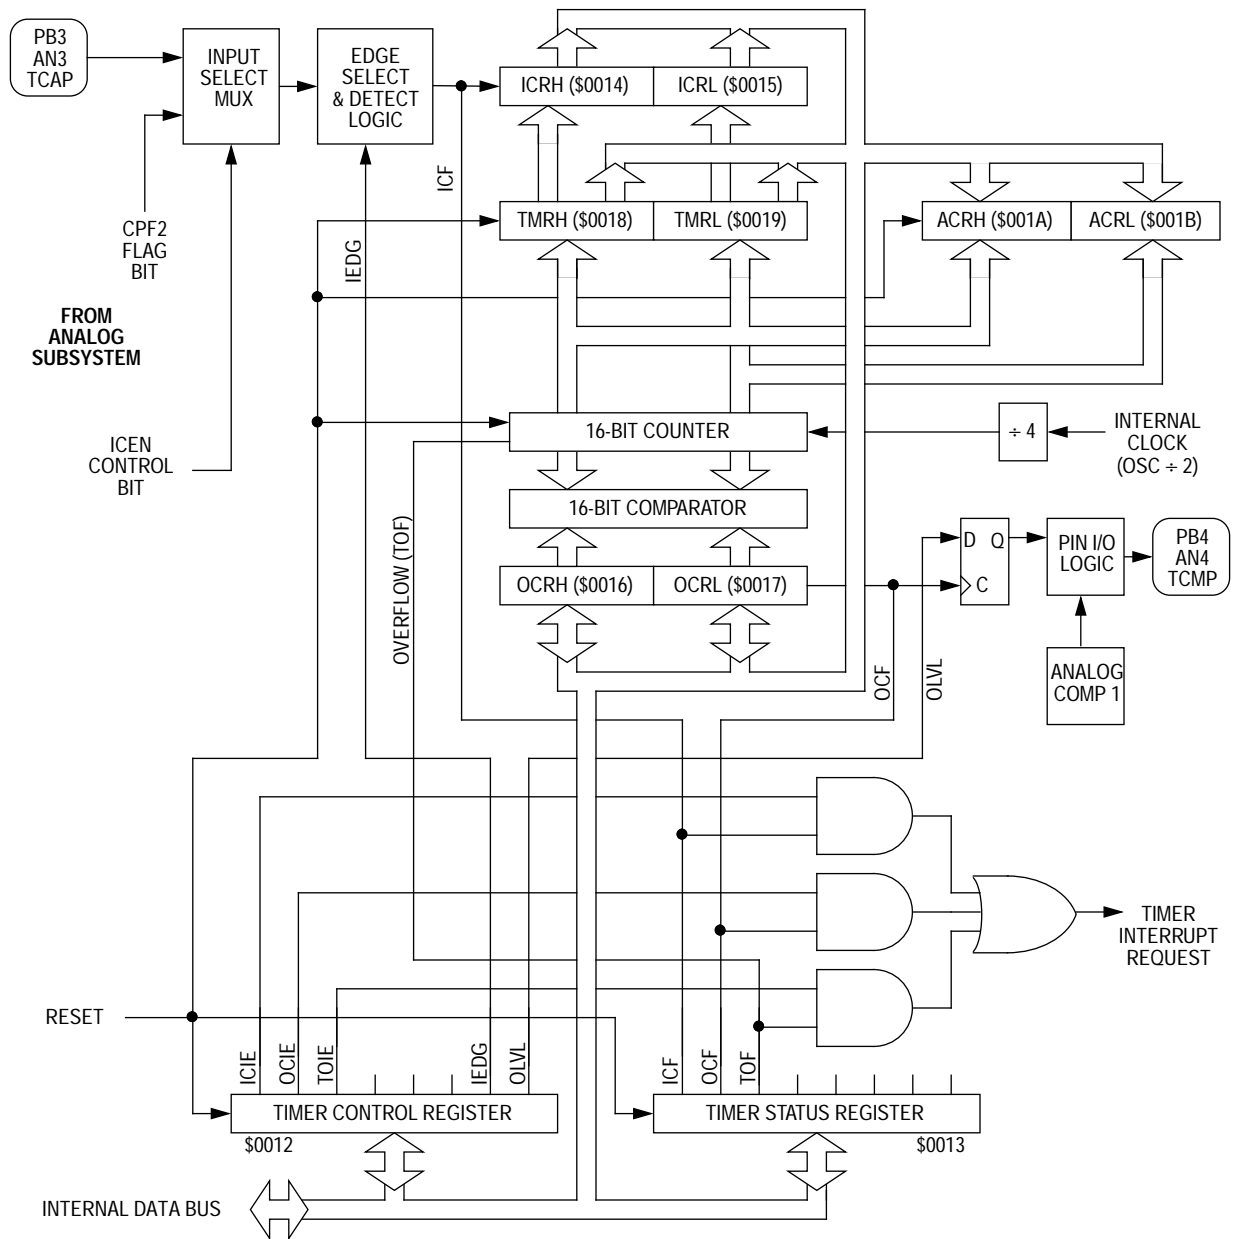 PB3
AN3
TCAP
INPUT
SELECT
MUX
EDGE
SELECT
& DETECT
LOGIC
ICRH ($0014)
ICRL ($0015)
ICF
TMRH ($0018)
TMRL ($0019)
ACRH ($001A)
ACRL ($001B)
CPF2
FLAG
BIT
IEDG
FROM
ANALOG
SUBSYSTEM
ICEN
CONTROL
BIT
16-BIT COUNTER
÷ 4
INTERNAL
CLOCK
(OSC ÷ 2)
16-BIT COMPARATOR
OVERFLOW (TOF)
D Q
C
PIN I/O
LOGIC
PB4
AN4
TCMP
OCRH ($0016)
OCRL ($0017)
OCF
OLVL
ANALOG
COMP 1
TIMER
INTERRUPT
REQUEST
RESET
ICIE
OCIE
TOIE
IEDG
OLVL
ICF
OCF
TOF
TIMER CONTROL REGISTER
TIMER STATUS REGISTER
$0012
$0013
INTERNAL DATA BUS